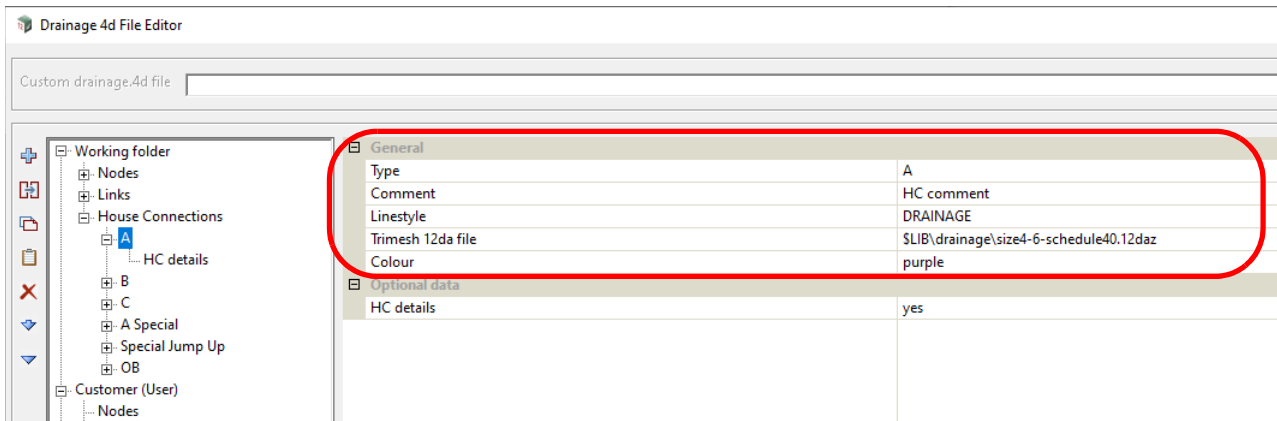 Drainage 4d File Editor
Custom drainage.4d file
Working folder
Nodes
Links
House Connections
A
HC details
B
C
A Special
Special Jump Up
OB
Customer (User)
Nodes
General
Type A
Comment HC comment
Linestyle DRAINAGE
Trimesh 12da file $LIB\drainage\size4-6-schedule40.12daz
Colour purple
Optional data
HC details yes